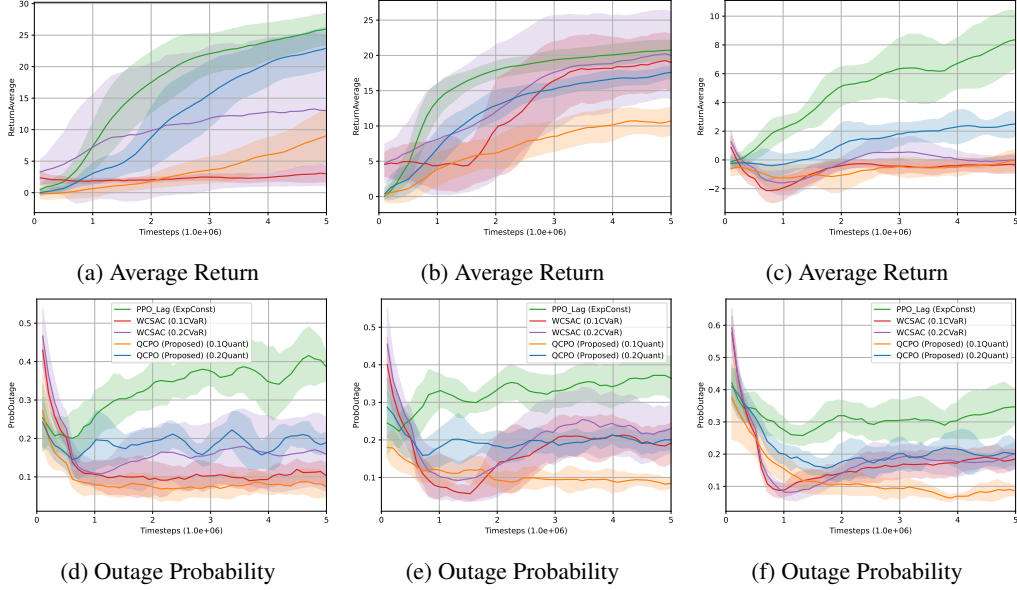 30
25
20
15
10
5
0
ReturnAverage
0 1 2 3 4 5
Timesteps (1.0e+06)
(a) Average Return
25
20
15
10
5
0
ReturnAverage
0 1 2 3 4 5
Timesteps (1.0e+06)
(b) Average Return
10
8
6
4
2
0
−2
ReturnAverage
0 1 2 3 4 5
Timesteps (1.0e+06)
(c) Average Return
0.5
0.4
0.3
0.2
0.1
ProbOutage
PPO_Lag (ExpConst)
WCSAC (0.1CVaR)
WCSAC (0.2CVaR)
QCPO (Proposed) (0.1Quant)
QCPO (Proposed) (0.2Quant)
0 1 2 3 4 5
Timesteps (1.0e+06)
(d) Outage Probability
0.5
0.4
0.3
0.2
0.1
ProbOutage
PPO_Lag (ExpConst)
WCSAC (0.1CVaR)
WCSAC (0.2CVaR)
QCPO (Proposed) (0.1Quant)
QCPO (Proposed) (0.2Quant)
0 1 2 3 4 5
Timesteps (1.0e+06)
(e) Outage Probability
0.6
0.5
0.4
0.3
0.2
0.1
ProbOutage
PPO_Lag (ExpConst)
WCSAC (0.1CVaR)
WCSAC (0.2CVaR)
QCPO (Proposed) (0.1Quant)
QCPO (Proposed) (0.2Quant)
0 1 2 3 4 5
Timesteps (1.0e+06)
(f) Outage Probability